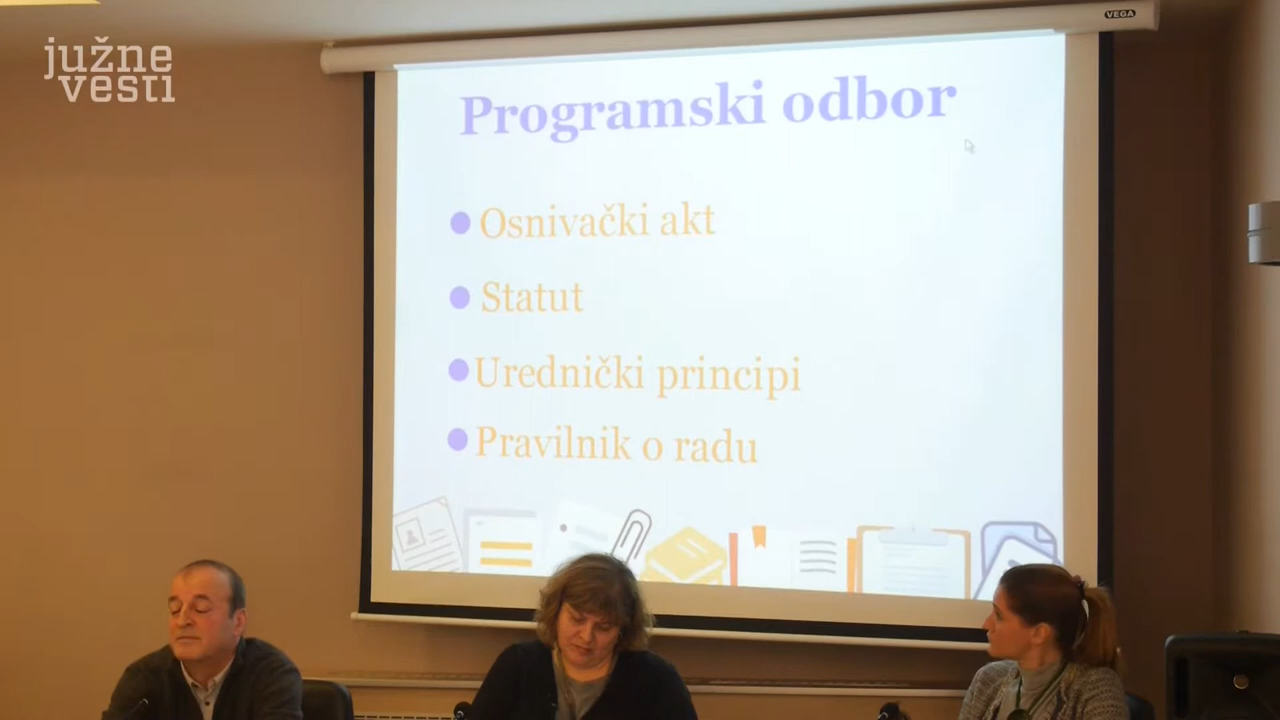 južne
vesti
VEGA
Programski odbor
Osnivački akt
Statut
Urednički principi
Pravilnik o radu